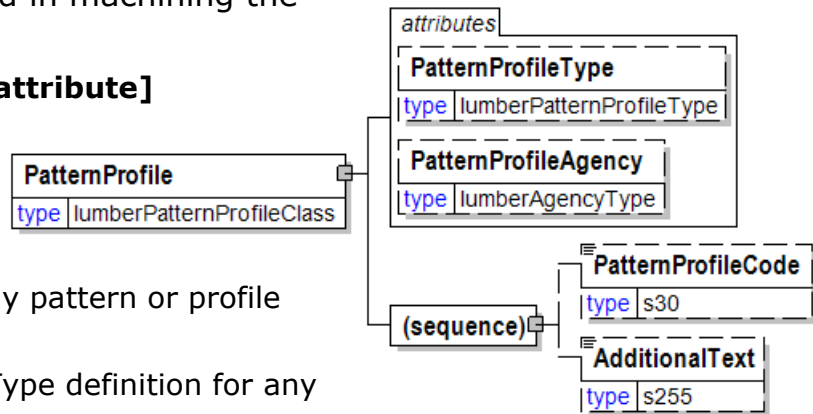 d in machining the
attribute]
y pattern or profile
Type definition for any
attributes
PatternProfileType
type lumberPatternProfileType
PatternProfileAgency
type lumberAgencyType
PatternProfile
type lumberPatternProfileClass
(sequence)
PatternProfileCode
type s30
AdditionalText
type s255